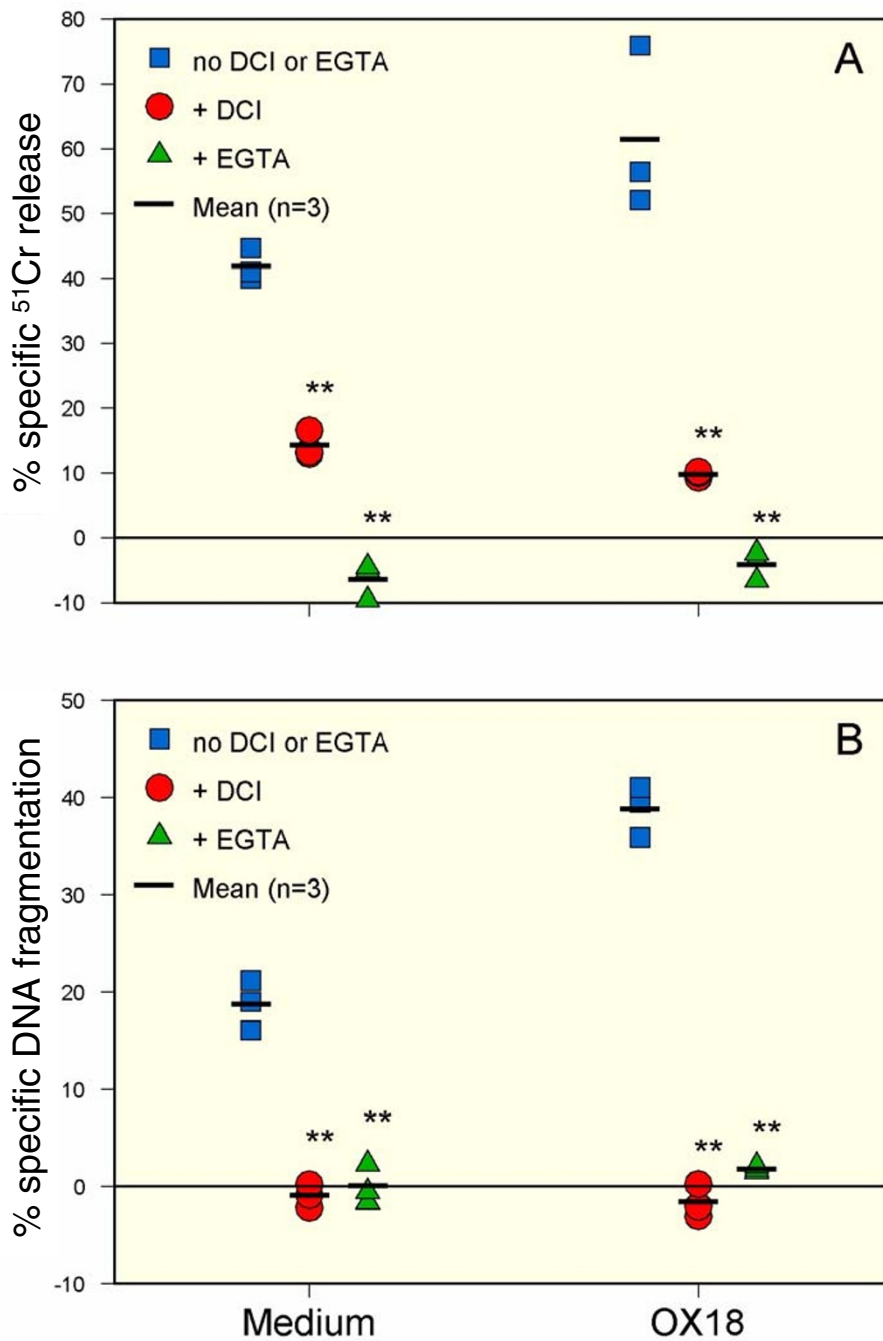 A
no DCI or EGTA
+ DCI
+ EGTA
Mean (n=3)
% specific ⁵¹Cr release
80
70
60
50
40
30
20
10
0
-10
**
**
**
**
B
no DCI or EGTA
+ DCI
+ EGTA
Mean (n=3)
% specific DNA fragmentation
50
40
30
20
10
0
-10
**
**
**
**
Medium
OX18